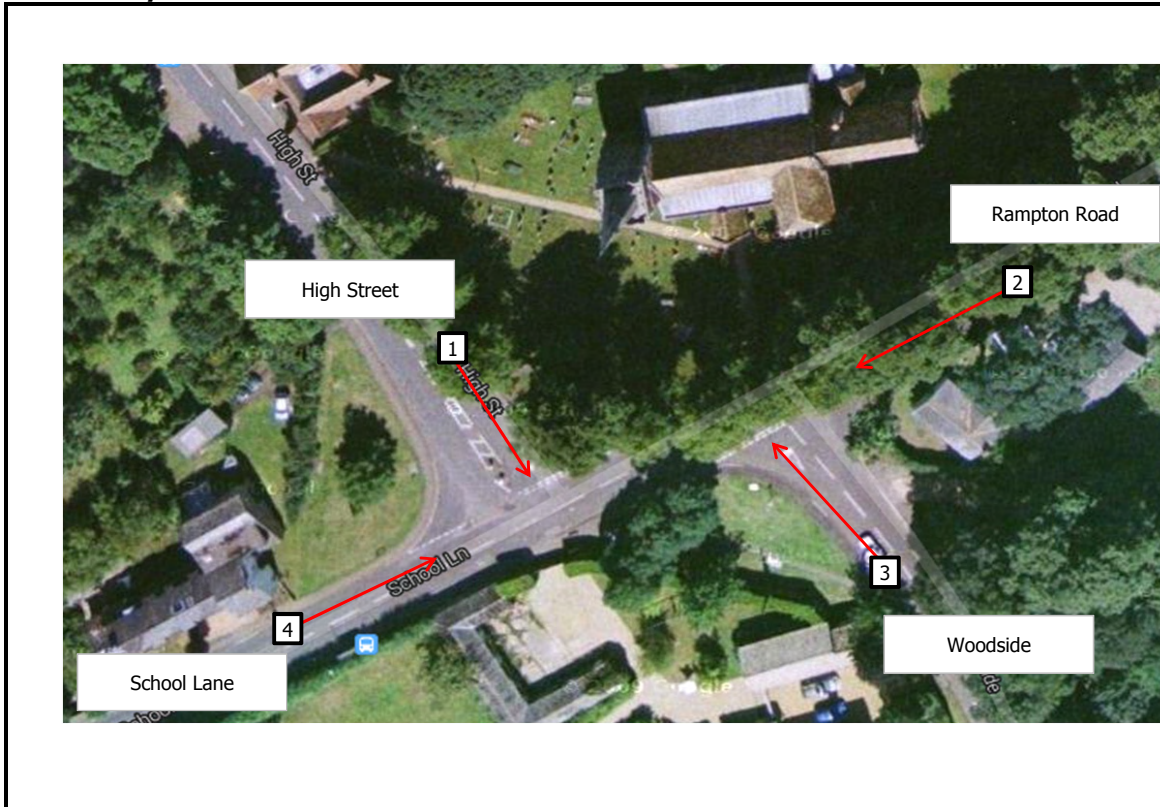 High St
Rampton Road
High Street
1
2
High St
3
School Ln
4
Woodside
School Lane